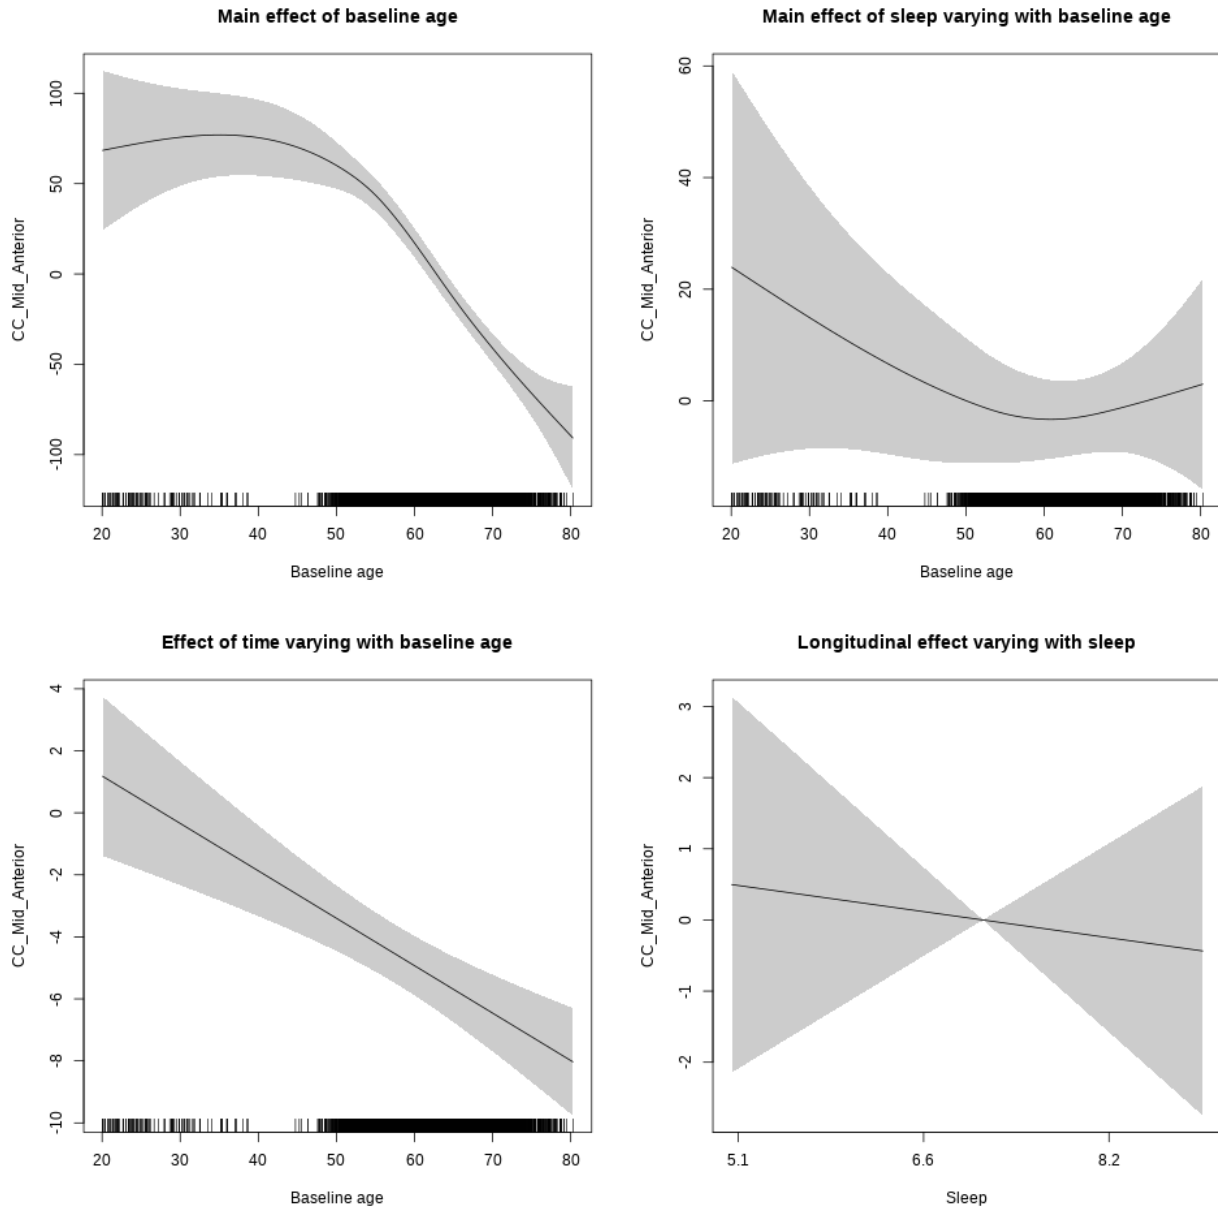 Main effect of baseline age
CC_Mid_Anterior
100
50
0
-50
-100
20 30 40 50 60 70 80
Baseline age
Main effect of sleep varying with baseline age
CC_Mid_Anterior
60
40
20
0
20 30 40 50 60 70 80
Baseline age
Effect of time varying with baseline age
CC_Mid_Anterior
4
2
0
-2
-4
-6
-8
-10
20 30 40 50 60 70 80
Baseline age
Longitudinal effect varying with sleep
CC_Mid_Anterior
3
2
1
0
-1
-2
5.1 6.6 8.2
Sleep